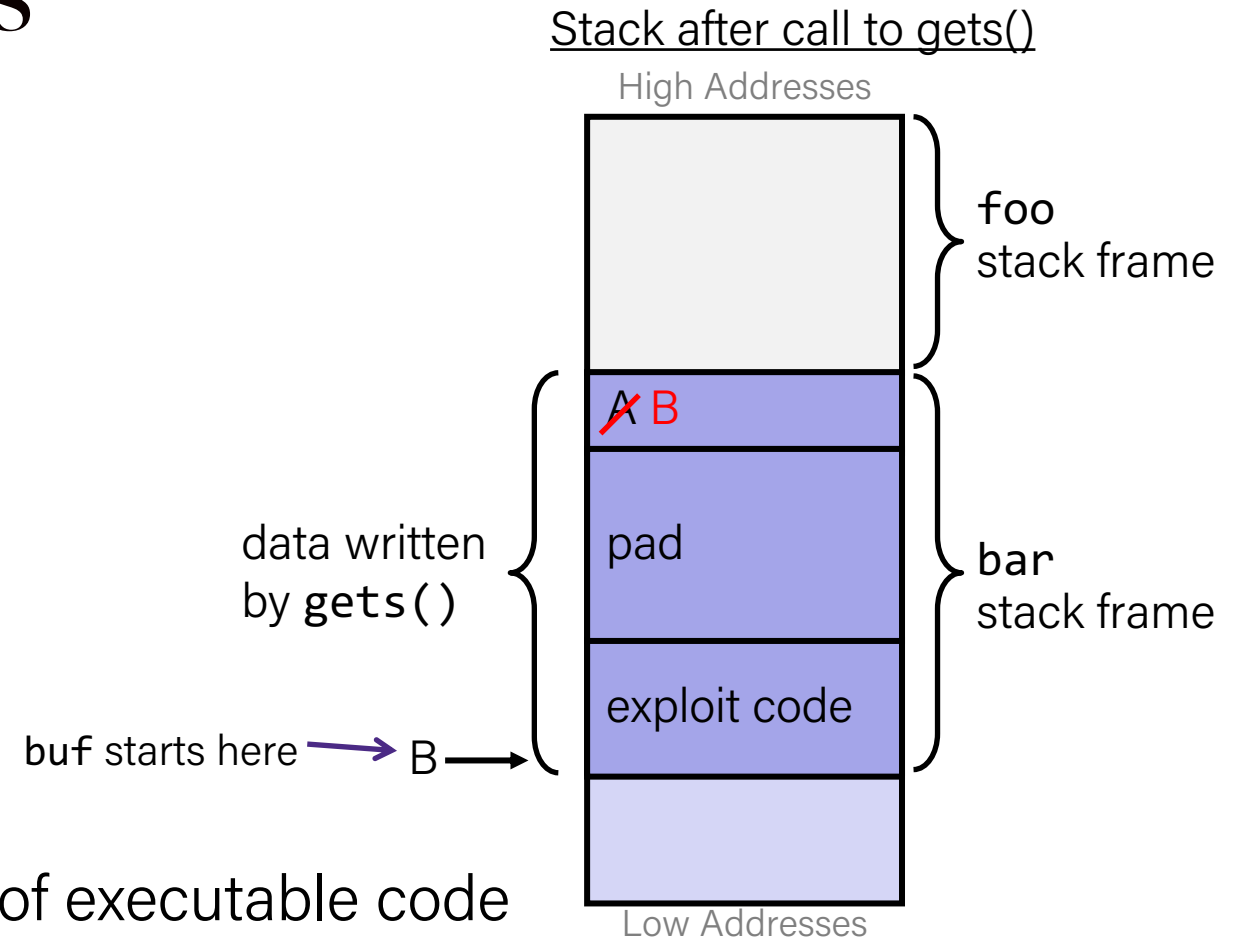 s
Stack after call to gets()
High Addresses
foo
stack frame
A B
data written
by gets()
pad
bar
stack frame
exploit code
buf starts here
B
of executable code
Low Addresses